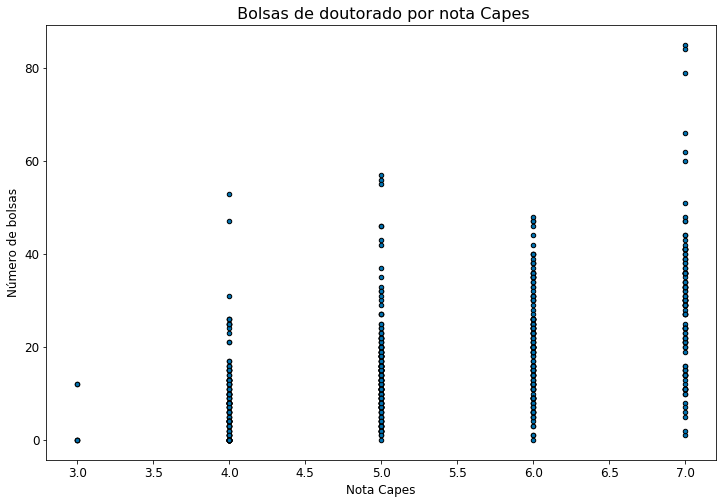 Bolsas de doutorado por nota Capes
80
60
40
20
0
Número de bolsas
3.0 3.5 4.0 4.5 5.0 5.5 6.0 6.5 7.0
Nota Capes